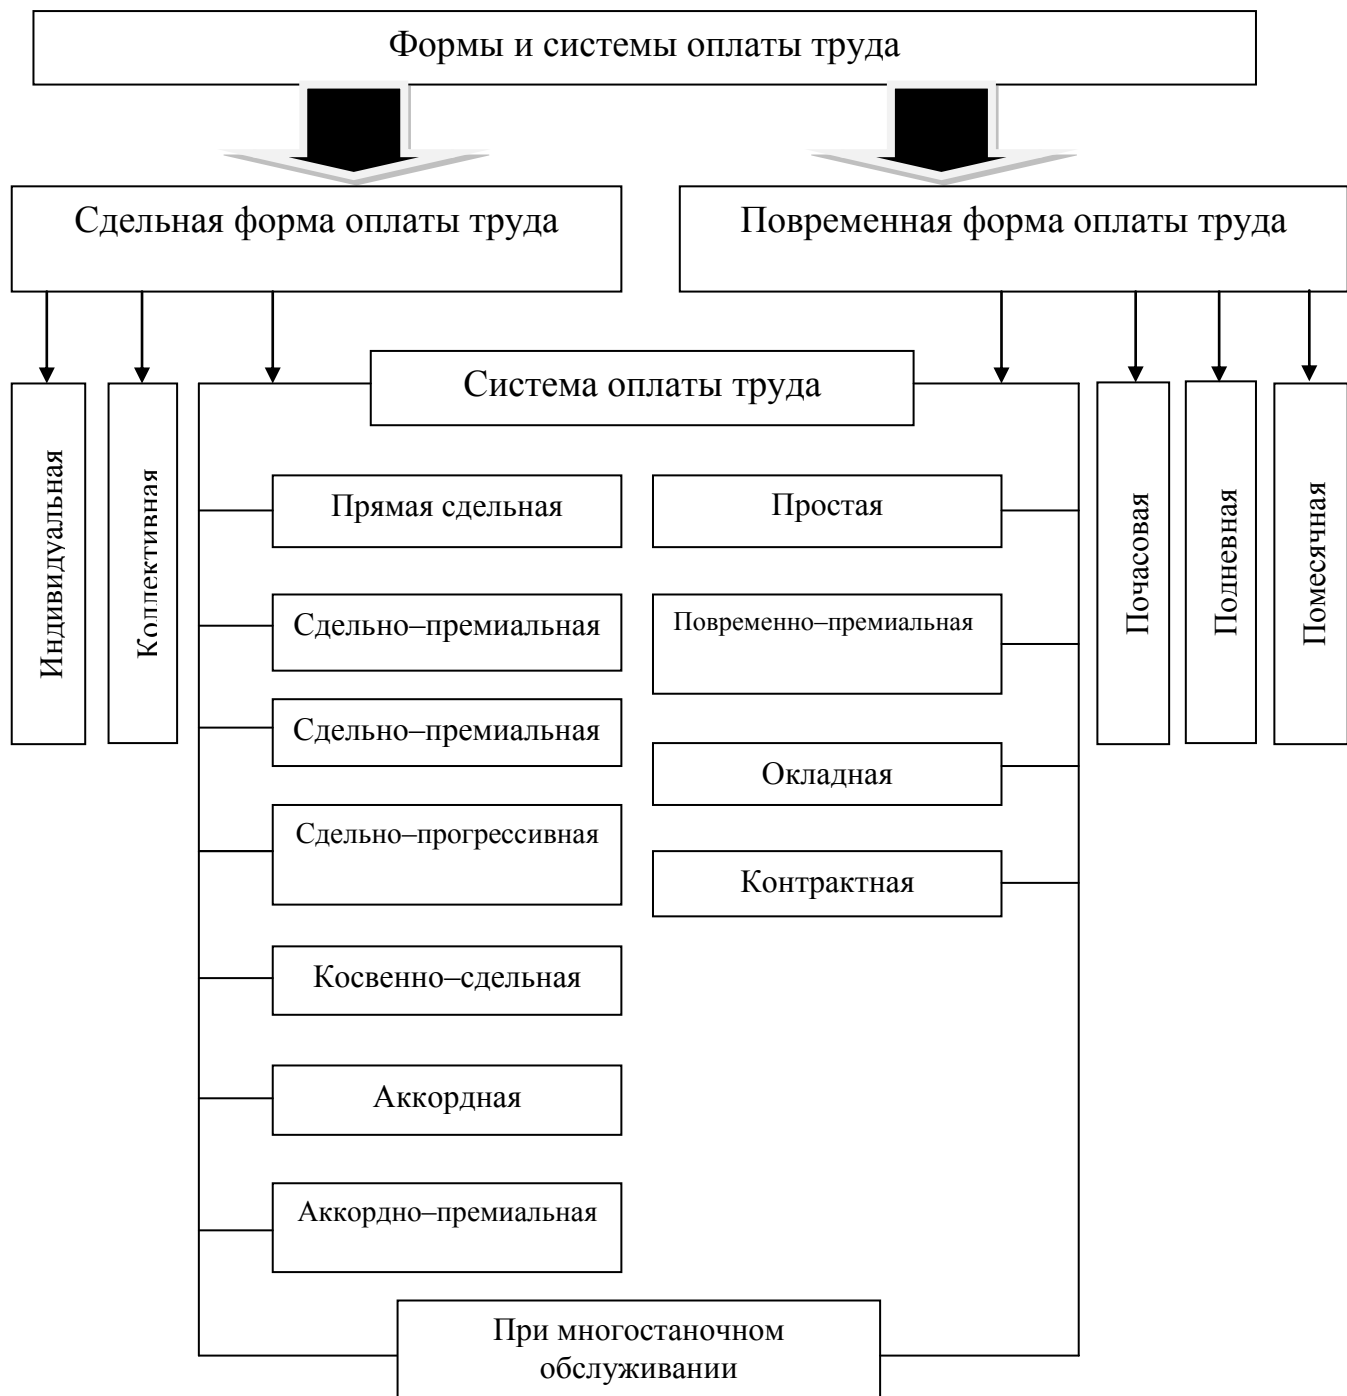 Формы и системы оплаты труда
Сдельная форма оплаты труда
Повременная форма оплаты труда
Система оплаты труда
Индивидуальная
Коллективная
Прямая сдельная
Сдельно–премиальная
Сдельно–премиальная
Сдельно–прогрессивная
Косвенно–сдельная
Аккордная
Аккордно–премиальная
Простая
Повременно–премиальная
Окладная
Контрактная
Почасовая
Подневная
Помесячная
При многостаночном
обслуживании